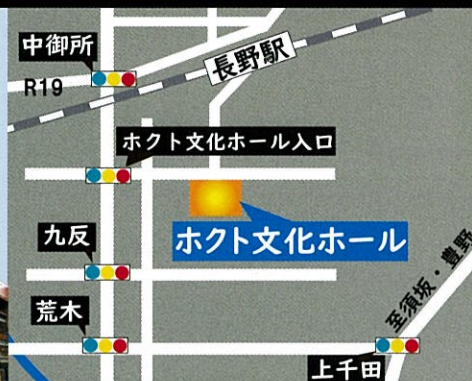 中御所
長野駅
R19
ホクト文化ホール入口
九反
ホクト文化ホール
荒木
至須坂・豊野
上千田